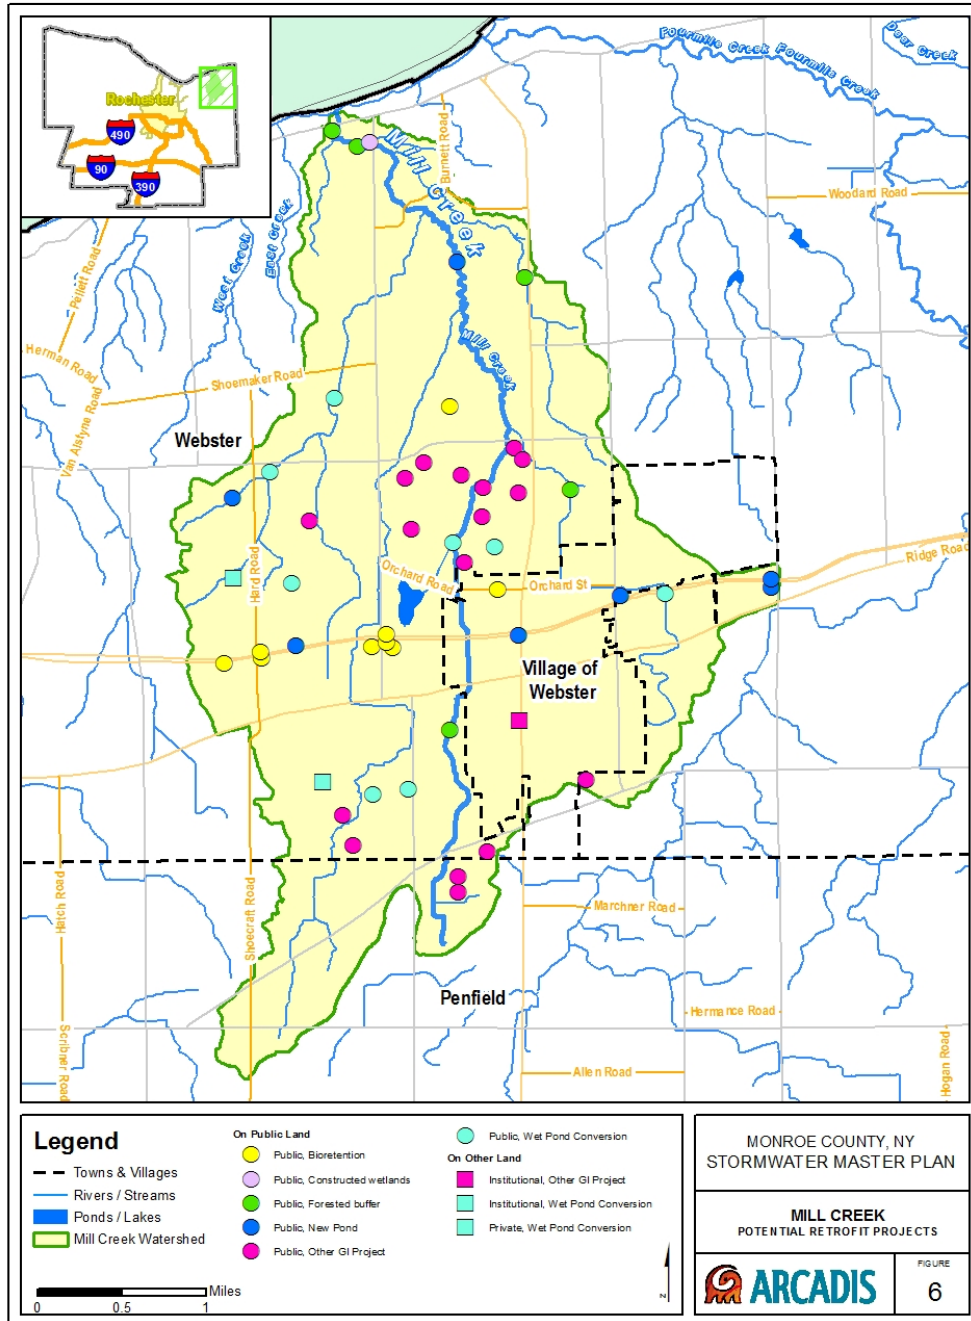 Rochester
490
90
390
Fourmile Creek Fourmile Creek
Deer Creek
Mill Creek
Burnett Road
Woodard Road
East Creek
West Creek
Pellett Road
Herman Road
Mill Creek
Shoemaker Road
Van Alstyne Road
Webster
Hard Road
Orchard Road
Orchard St
Ridge Road
Village of
Webster
Hatch Road
Shoecraft Road
Marchner Road
Penfield
Scribner Road
Hermance Road
Allen Road
Hogan Road
Legend
Towns & Villages
Rivers / Streams
Ponds / Lakes
Mill Creek Watershed
0
0.5
1
Miles
On Public Land
Public, Bioretention
Public, Constructed wetlands
Public, Forested buffer
Public, New Pond
Public, Other GI Project
Public, Wet Pond Conversion
On Other Land
Institutional, Other GI Project
Institutional, Wet Pond Conversion
Private, Wet Pond Conversion
N
MONROE COUNTY, NY
STORMWATER MASTER PLAN
MILL CREEK
POTENTIAL RETROFIT PROJECTS
ARCADIS
FIGURE
6